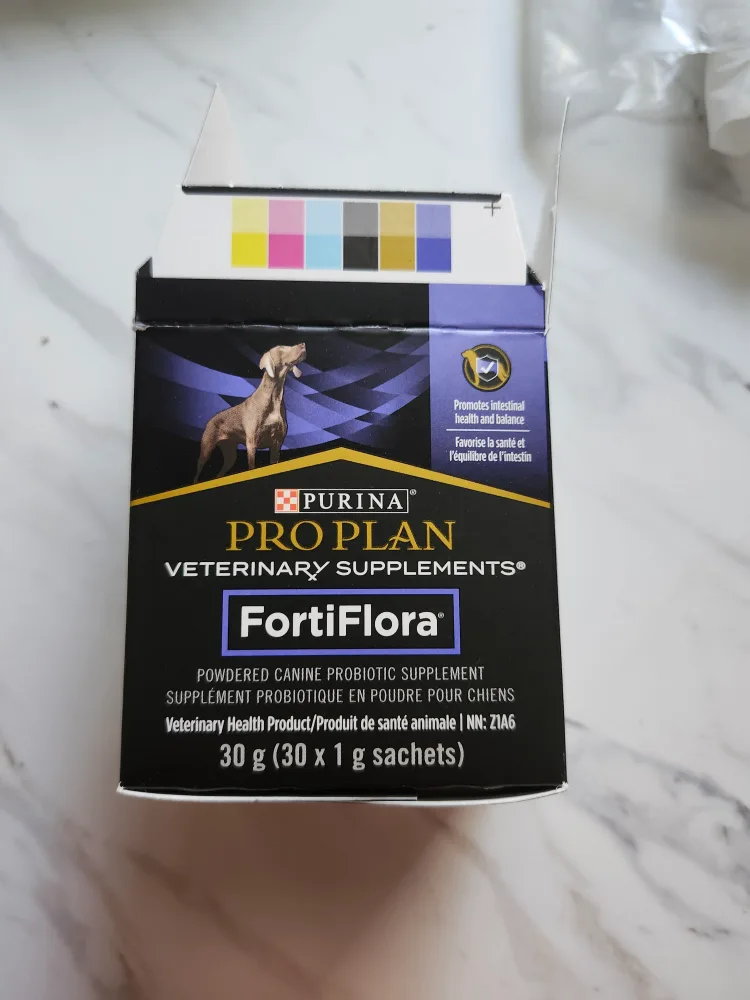 Promotes intestinal
health and balance
Favorise la santé et
l'équilibre de l'intestin
PURINA®
PRO PLAN
VETERINARY SUPPLEMENTS®
FortiFlora®
POWDERED CANINE PROBIOTIC SUPPLEMENT
SUPPLÉMENT PROBIOTIQUE EN POUDRE POUR CHIENS
Veterinary Health Product/Produit de santé animale | NN: Z1A6
30 g (30 x 1 g sachets)